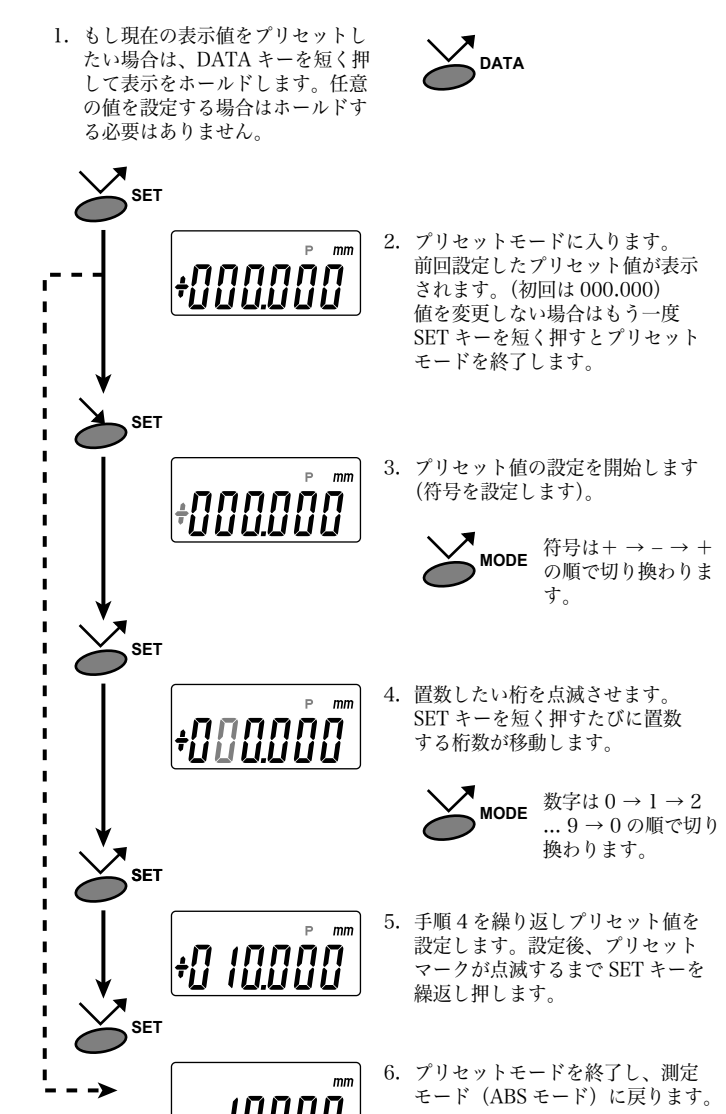 1. もし現在の表示値をプリセットし
たい場合は、DATA キーを短く押
して表示をホールドします。任意
の値を設定する場合はホールドす
る必要はありません。
DATA
SET
P mm
+000.000
2. プリセットモードに入ります。
前回設定したプリセット値が表示
されます。(初回は 000.000)
値を変更しない場合はもう一度
SET キーを短く押すとプリセット
モードを終了します。
SET
P mm
+000.000
3. プリセット値の設定を開始します
(符号を設定します)。
MODE
符号は+ → − → +
の順で切り換わりま
す。
SET
P mm
+000.000
4. 置数したい桁を点滅させます。
SET キーを短く押すたびに置数
する桁数が移動します。
MODE
数字は 0 → 1 → 2
... 9 → 0 の順で切り
換わります。
SET
P mm
+010.000
5. 手順 4 を繰り返しプリセット値を
設定します。設定後、プリセット
マークが点滅するまで SET キーを
繰返し押します。
SET
mm
10.000
6. プリセットモードを終了し、測定
モード（ABS モード）に戻ります。